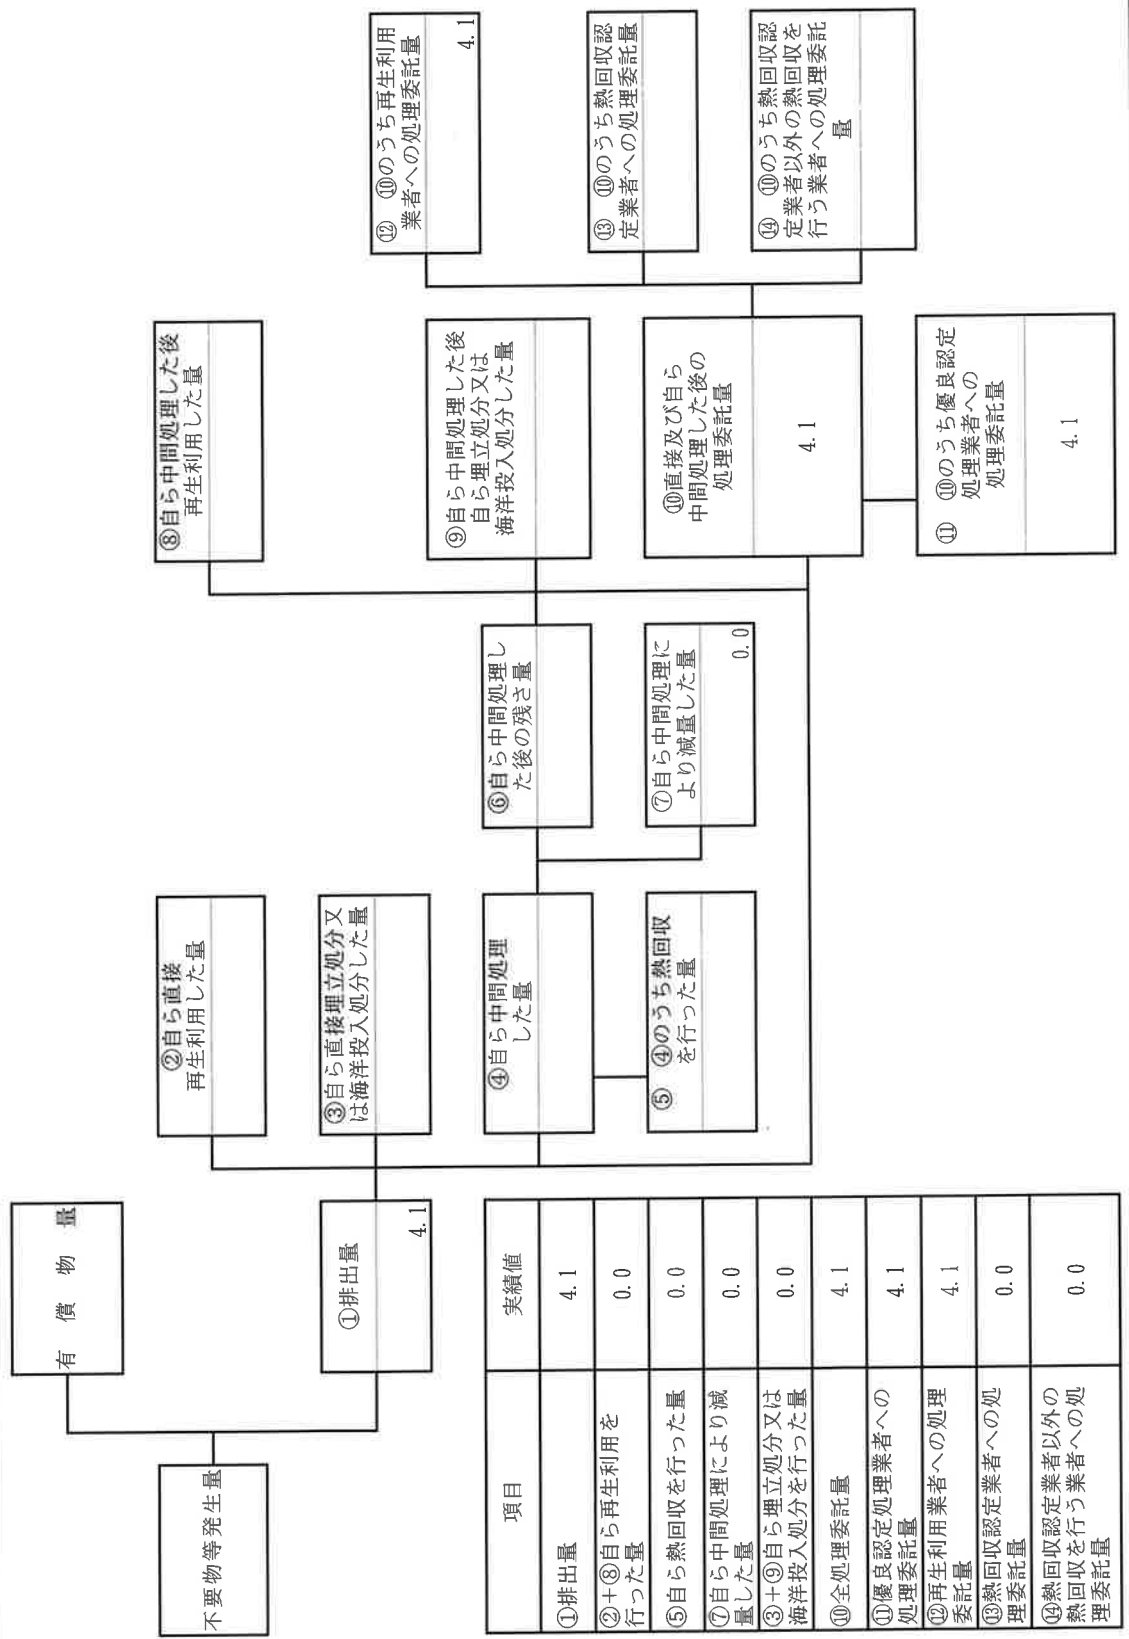 不要物等発生量
有償物量
①排出量
4.1
②自ら直接
再生利用した量
③自ら直接埋立処分又
は海洋投入処分した量
④自ら中間処理
した量
⑤ ④のうち熱回収
を行った量
⑥自ら中間処理し
た後の残さ量
⑦自ら中間処理に
より減量した量
0.0
⑧自ら中間処理した後
再生利用した量
⑨自ら中間処理した後
自ら埋立処分又は
海洋投入処分した量
⑩直接及び自ら
中間処理した後の
処理委託量
4.1
⑪ ⑩のうち優良認定
処理業者への
処理委託量
4.1
⑫ ⑩のうち再生利用
業者への処理委託量
4.1
⑬ ⑩のうち熱回収認
定業者への処理委託量
⑭ ⑩のうち熱回収認
定業者以外の熱回収を
行う業者への処理委託
量
項目 実績値
①排出量 4.1
②+⑧自ら再生利用を
行った量 0.0
⑤自ら熱回収を行った量 0.0
⑦自ら中間処理により減
量した量 0.0
③+⑨自ら埋立処分又は
海洋投入処分を行った量 0.0
⑩全処理委託量 4.1
⑪優良認定処理業者への
処理委託量 4.1
⑫再生利用業者への処理
委託量 4.1
⑬熱回収認定業者への処
理委託量 0.0
⑭熱回収認定業者以外の
熱回収を行う業者への処
理委託量 0.0